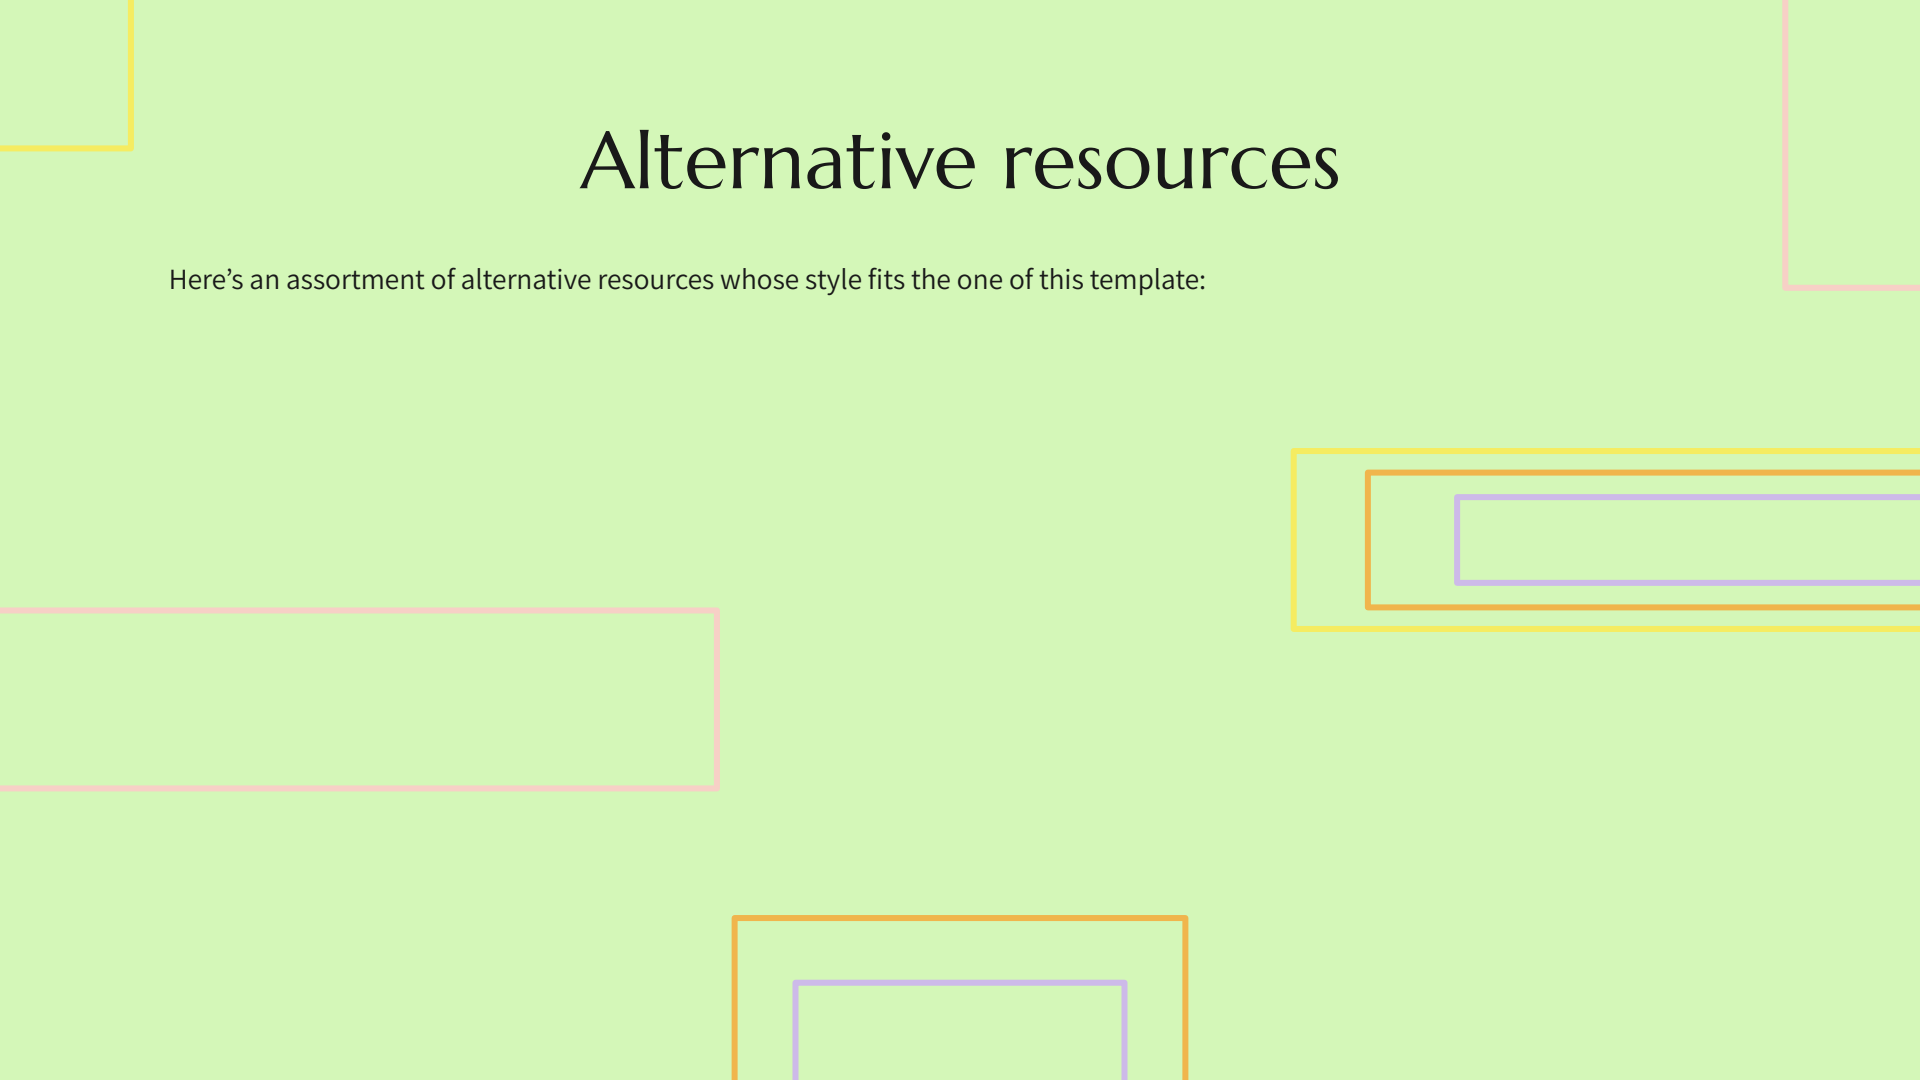 Alternative resources
Here’s an assortment of alternative resources whose style fits the one of this template: